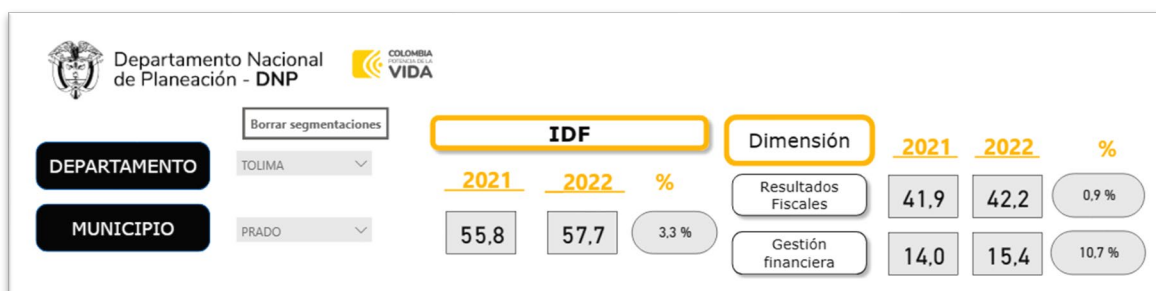 Departamento Nacional
de Planeación - DNP
COLOMBIA
POTENCIA DE LA
VIDA
Borrar segmentaciones
DEPARTAMENTO
TOLIMA
MUNICIPIO
PRADO
IDF
2021 2022 %
55,8 57,7 3,3 %
Dimensión 2021 2022 %
Resultados
Fiscales
41,9 42,2 0,9 %
Gestión
financiera
14,0 15,4 10,7 %